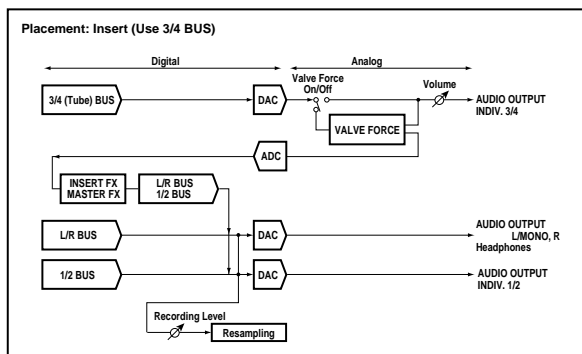 Placement: Insert (Use 3/4 BUS)
Digital
Analog
Valve Force
On/Off
Volume
3/4 (Tube) BUS
DAC
AUDIO OUTPUT
INDIV. 3/4
VALVE FORCE
ADC
INSERT FX
MASTER FX
L/R BUS
1/2 BUS
L/R BUS
DAC
AUDIO OUTPUT
L/MONO, R
Headphones
1/2 BUS
DAC
AUDIO OUTPUT
INDIV. 1/2
Recording Level
Resampling